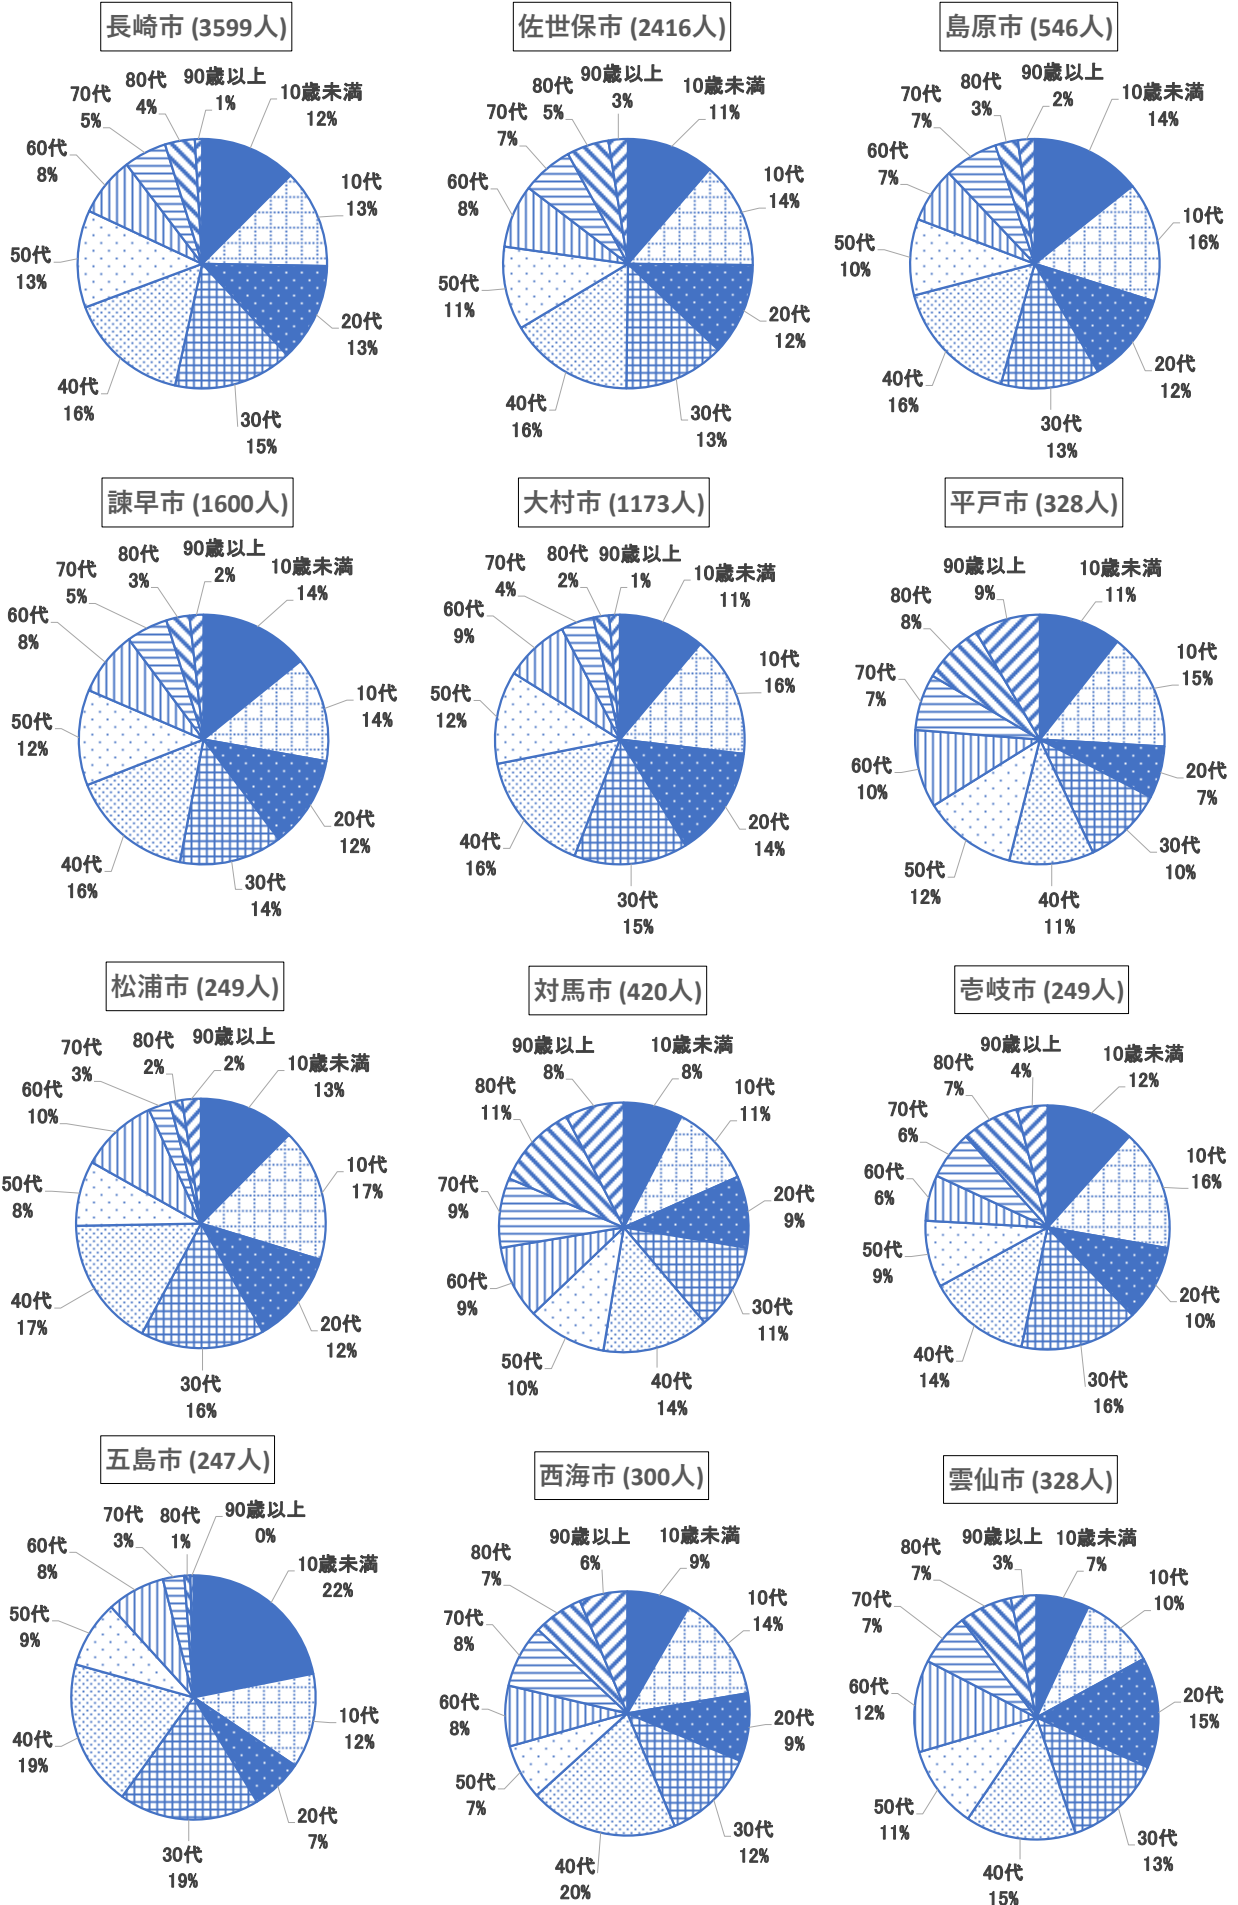 長崎市 (3599人)
10歳未満
12%
10代
13%
20代
13%
30代
15%
40代
16%
50代
13%
60代
8%
70代
5%
80代
4%
90歳以上
1%
佐世保市 (2416人)
10歳未満
11%
10代
14%
20代
12%
30代
13%
40代
16%
50代
11%
60代
8%
70代
7%
80代
5%
90歳以上
3%
島原市 (546人)
10歳未満
14%
10代
16%
20代
12%
30代
13%
40代
16%
50代
10%
60代
7%
70代
7%
80代
3%
90歳以上
2%
諫早市 (1600人)
10歳未満
14%
10代
14%
20代
12%
30代
14%
40代
16%
50代
12%
60代
8%
70代
5%
80代
3%
90歳以上
2%
大村市 (1173人)
10歳未満
11%
10代
16%
20代
14%
30代
15%
40代
16%
50代
12%
60代
9%
70代
4%
80代
2%
90歳以上
1%
平戸市 (328人)
10歳未満
11%
10代
15%
20代
7%
30代
10%
40代
11%
50代
12%
60代
10%
70代
7%
80代
8%
90歳以上
9%
松浦市 (249人)
10歳未満
13%
10代
17%
20代
12%
30代
16%
40代
17%
50代
8%
60代
10%
70代
3%
80代
2%
90歳以上
2%
対馬市 (420人)
10歳未満
8%
10代
11%
20代
9%
30代
11%
40代
14%
50代
10%
60代
9%
70代
9%
80代
11%
90歳以上
8%
壱岐市 (249人)
10歳未満
12%
10代
16%
20代
10%
30代
16%
40代
14%
50代
9%
60代
6%
70代
6%
80代
7%
90歳以上
4%
五島市 (247人)
10歳未満
22%
10代
12%
20代
7%
30代
19%
40代
19%
50代
9%
60代
8%
70代
3%
80代
1%
90歳以上
0%
西海市 (300人)
10歳未満
9%
10代
14%
20代
9%
30代
12%
40代
20%
50代
7%
60代
8%
70代
8%
80代
7%
90歳以上
6%
雲仙市 (328人)
10歳未満
7%
10代
10%
20代
15%
30代
13%
40代
15%
50代
11%
60代
12%
70代
7%
80代
7%
90歳以上
3%